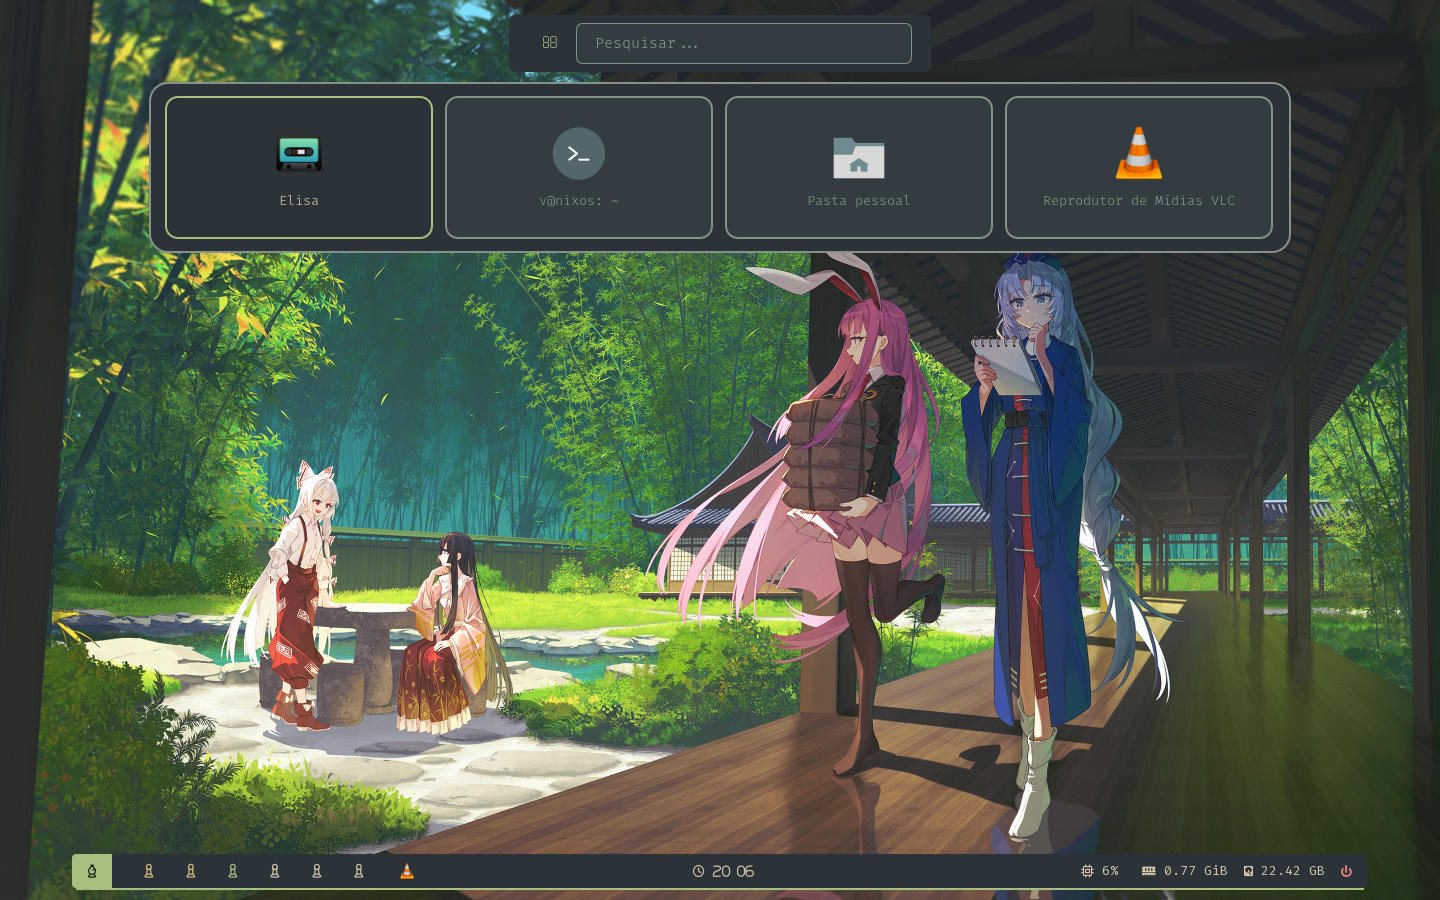 Pesquisar...
Elisa
v@nixos: ~
Pasta pessoal
Reprodutor de Mídias VLC
20 06
6%
0.77 GiB
22.42 GB